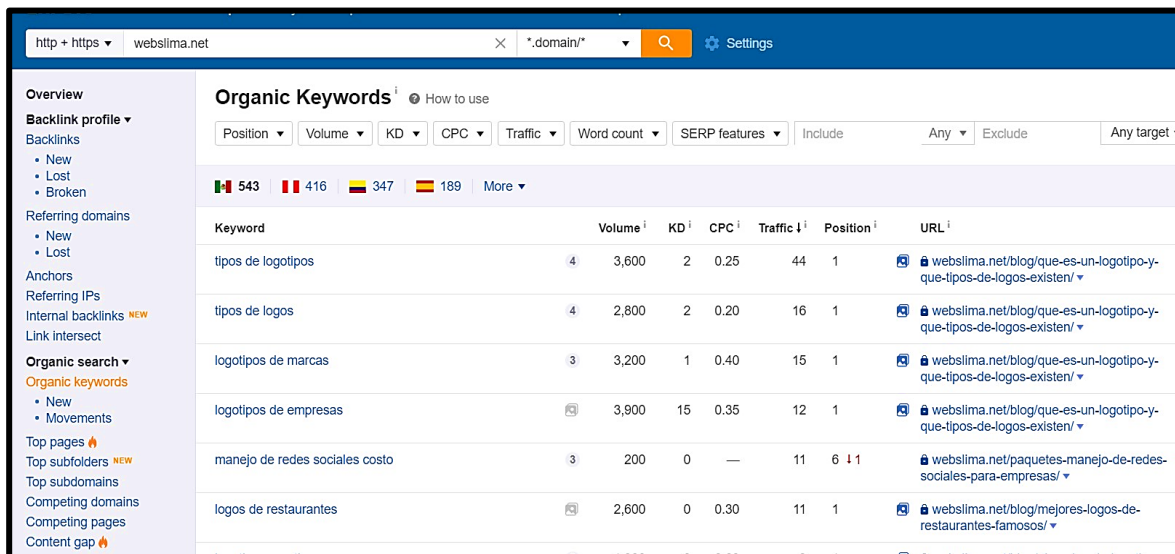 http + https webslima.net *.domain/* Settings
Overview
Backlink profile
Backlinks
New
Lost
Broken
Referring domains
New
Lost
Anchors
Referring IPs
Internal backlinks NEW
Link intersect
Organic search
Organic keywords
New
Movements
Top pages
Top subfolders NEW
Top subdomains
Competing domains
Competing pages
Content gap
Organic Keywords i How to use
Position Volume KD CPC Traffic Word count SERP features Include Any Exclude Any target
543 416 347 189 More
Keyword Volume i KD i CPC i Traffic ↓ i Position i URL i
tipos de logotipos 4 3,600 2 0.25 44 1 webslima.net/blog/que-es-un-logotipo-y-
que-tipos-de-logos-existen/
tipos de logos 4 2,800 2 0.20 16 1 webslima.net/blog/que-es-un-logotipo-y-
que-tipos-de-logos-existen/
logotipos de marcas 3 3,200 1 0.40 15 1 webslima.net/blog/que-es-un-logotipo-y-
que-tipos-de-logos-existen/
logotipos de empresas 3,900 15 0.35 12 1 webslima.net/blog/que-es-un-logotipo-y-
que-tipos-de-logos-existen/
manejo de redes sociales costo 3 200 0 — 11 6 ↓1 webslima.net/paquetes-manejo-de-redes-
sociales-para-empresas/
logos de restaurantes 2,600 0 0.30 11 1 webslima.net/blog/mejores-logos-de-
restaurantes-famosos/